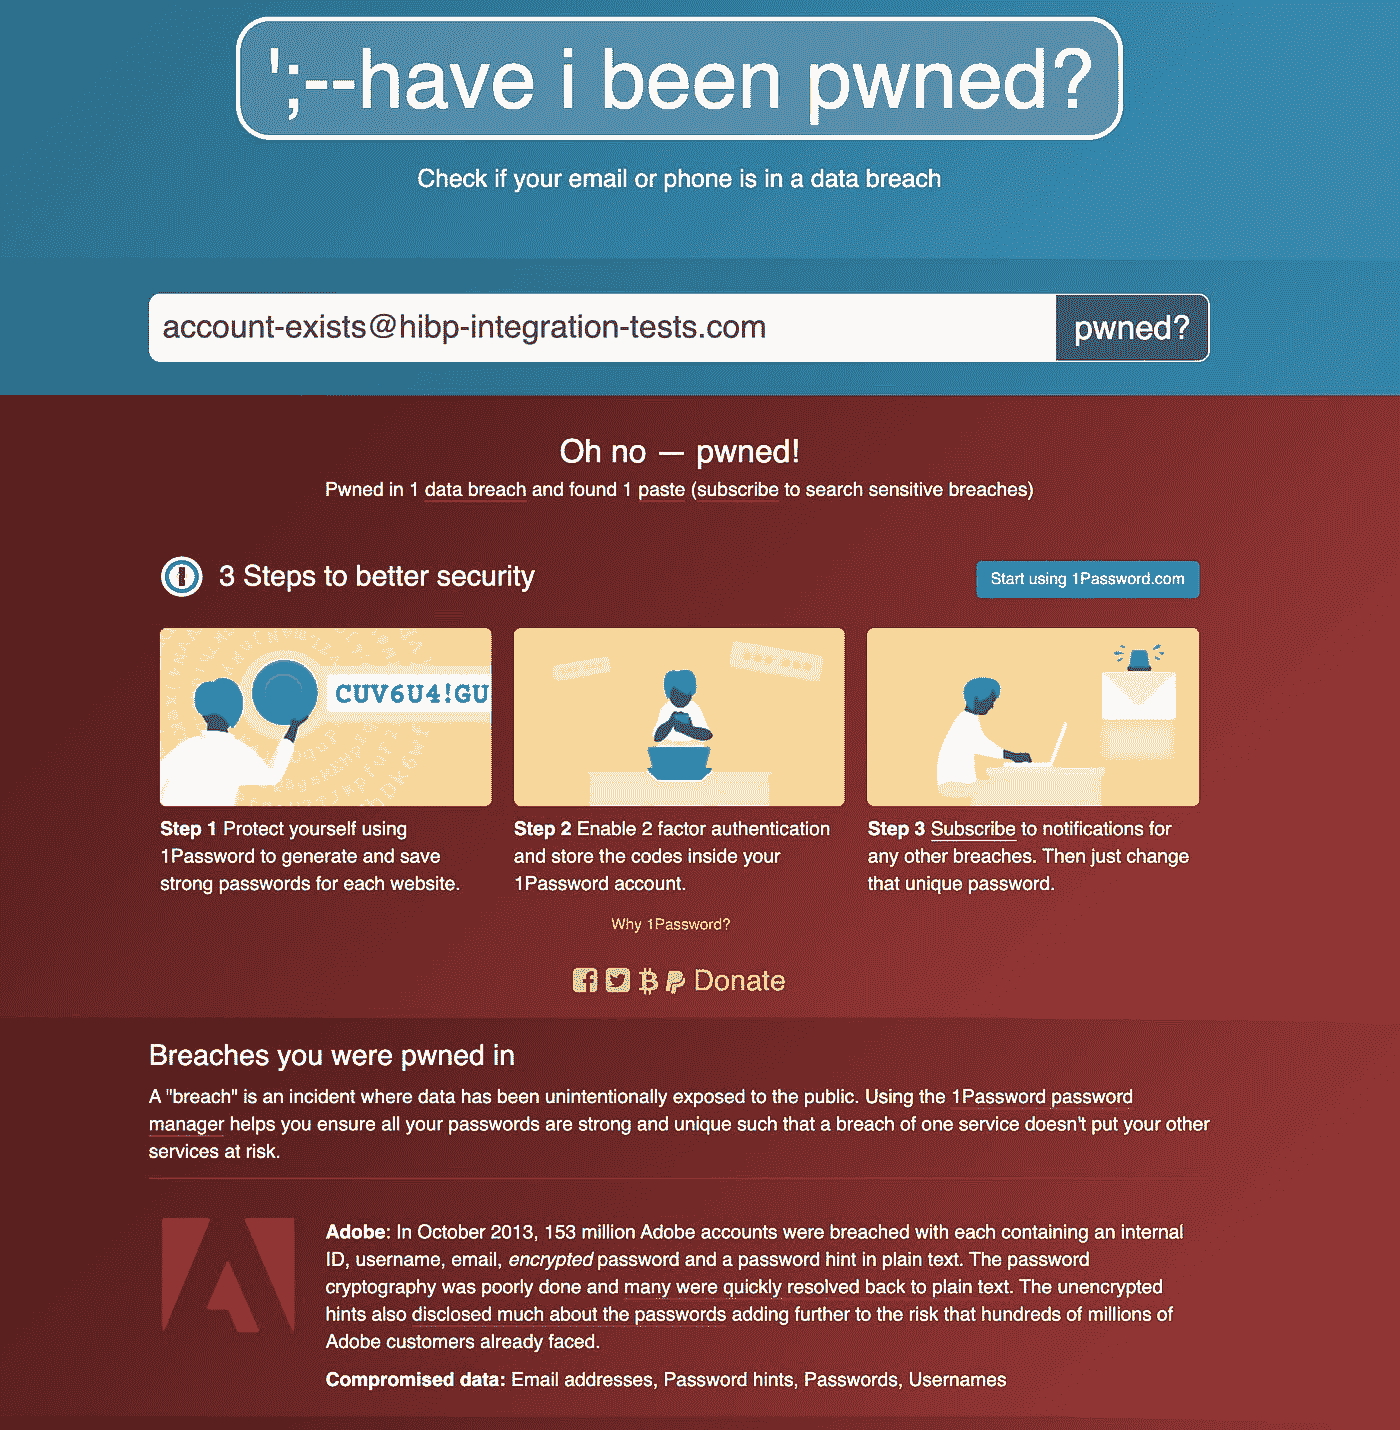 ';--have i been pwned?
Check if your email or phone is in a data breach
account-exists@hibp-integration-tests.com
pwned?
Oh no — pwned!
Pwned in 1 data breach and found 1 paste (subscribe to search sensitive breaches)
3 Steps to better security
Start using 1Password.com
CUV6U4!GU
Step 1 Protect yourself using
1Password to generate and save
strong passwords for each website.
Step 2 Enable 2 factor authentication
and store the codes inside your
1Password account.
Step 3 Subscribe to notifications for
any other breaches. Then just change
that unique password.
Why 1Password?
Donate
Breaches you were pwned in
A "breach" is an incident where data has been unintentionally exposed to the public. Using the 1Password password
manager helps you ensure all your passwords are strong and unique such that a breach of one service doesn't put your other
services at risk.
Adobe: In October 2013, 153 million Adobe accounts were breached with each containing an internal
ID, username, email, encrypted password and a password hint in plain text. The password
cryptography was poorly done and many were quickly resolved back to plain text. The unencrypted
hints also disclosed much about the passwords adding further to the risk that hundreds of millions of
Adobe customers already faced.
Compromised data: Email addresses, Password hints, Passwords, Usernames